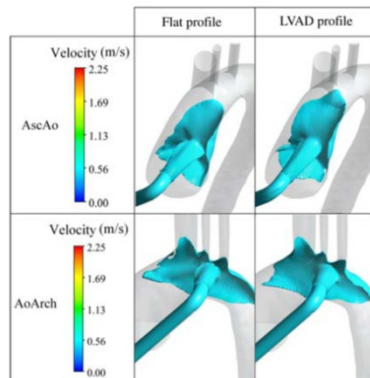 Flat profile LVAD profile
Velocity (m/s)
2.25
1.69
AscAo
1.13
0.56
0.00
Velocity (m/s)
2.25
1.69
AoArch
1.13
0.56
0.00